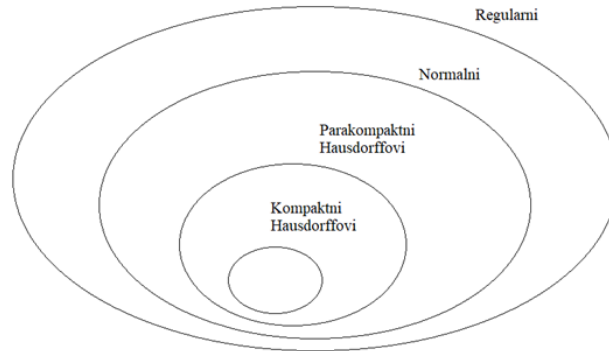 Regularni
Normalni
Parakompaktni
Hausdorffovi
Kompaktni
Hausdorffovi